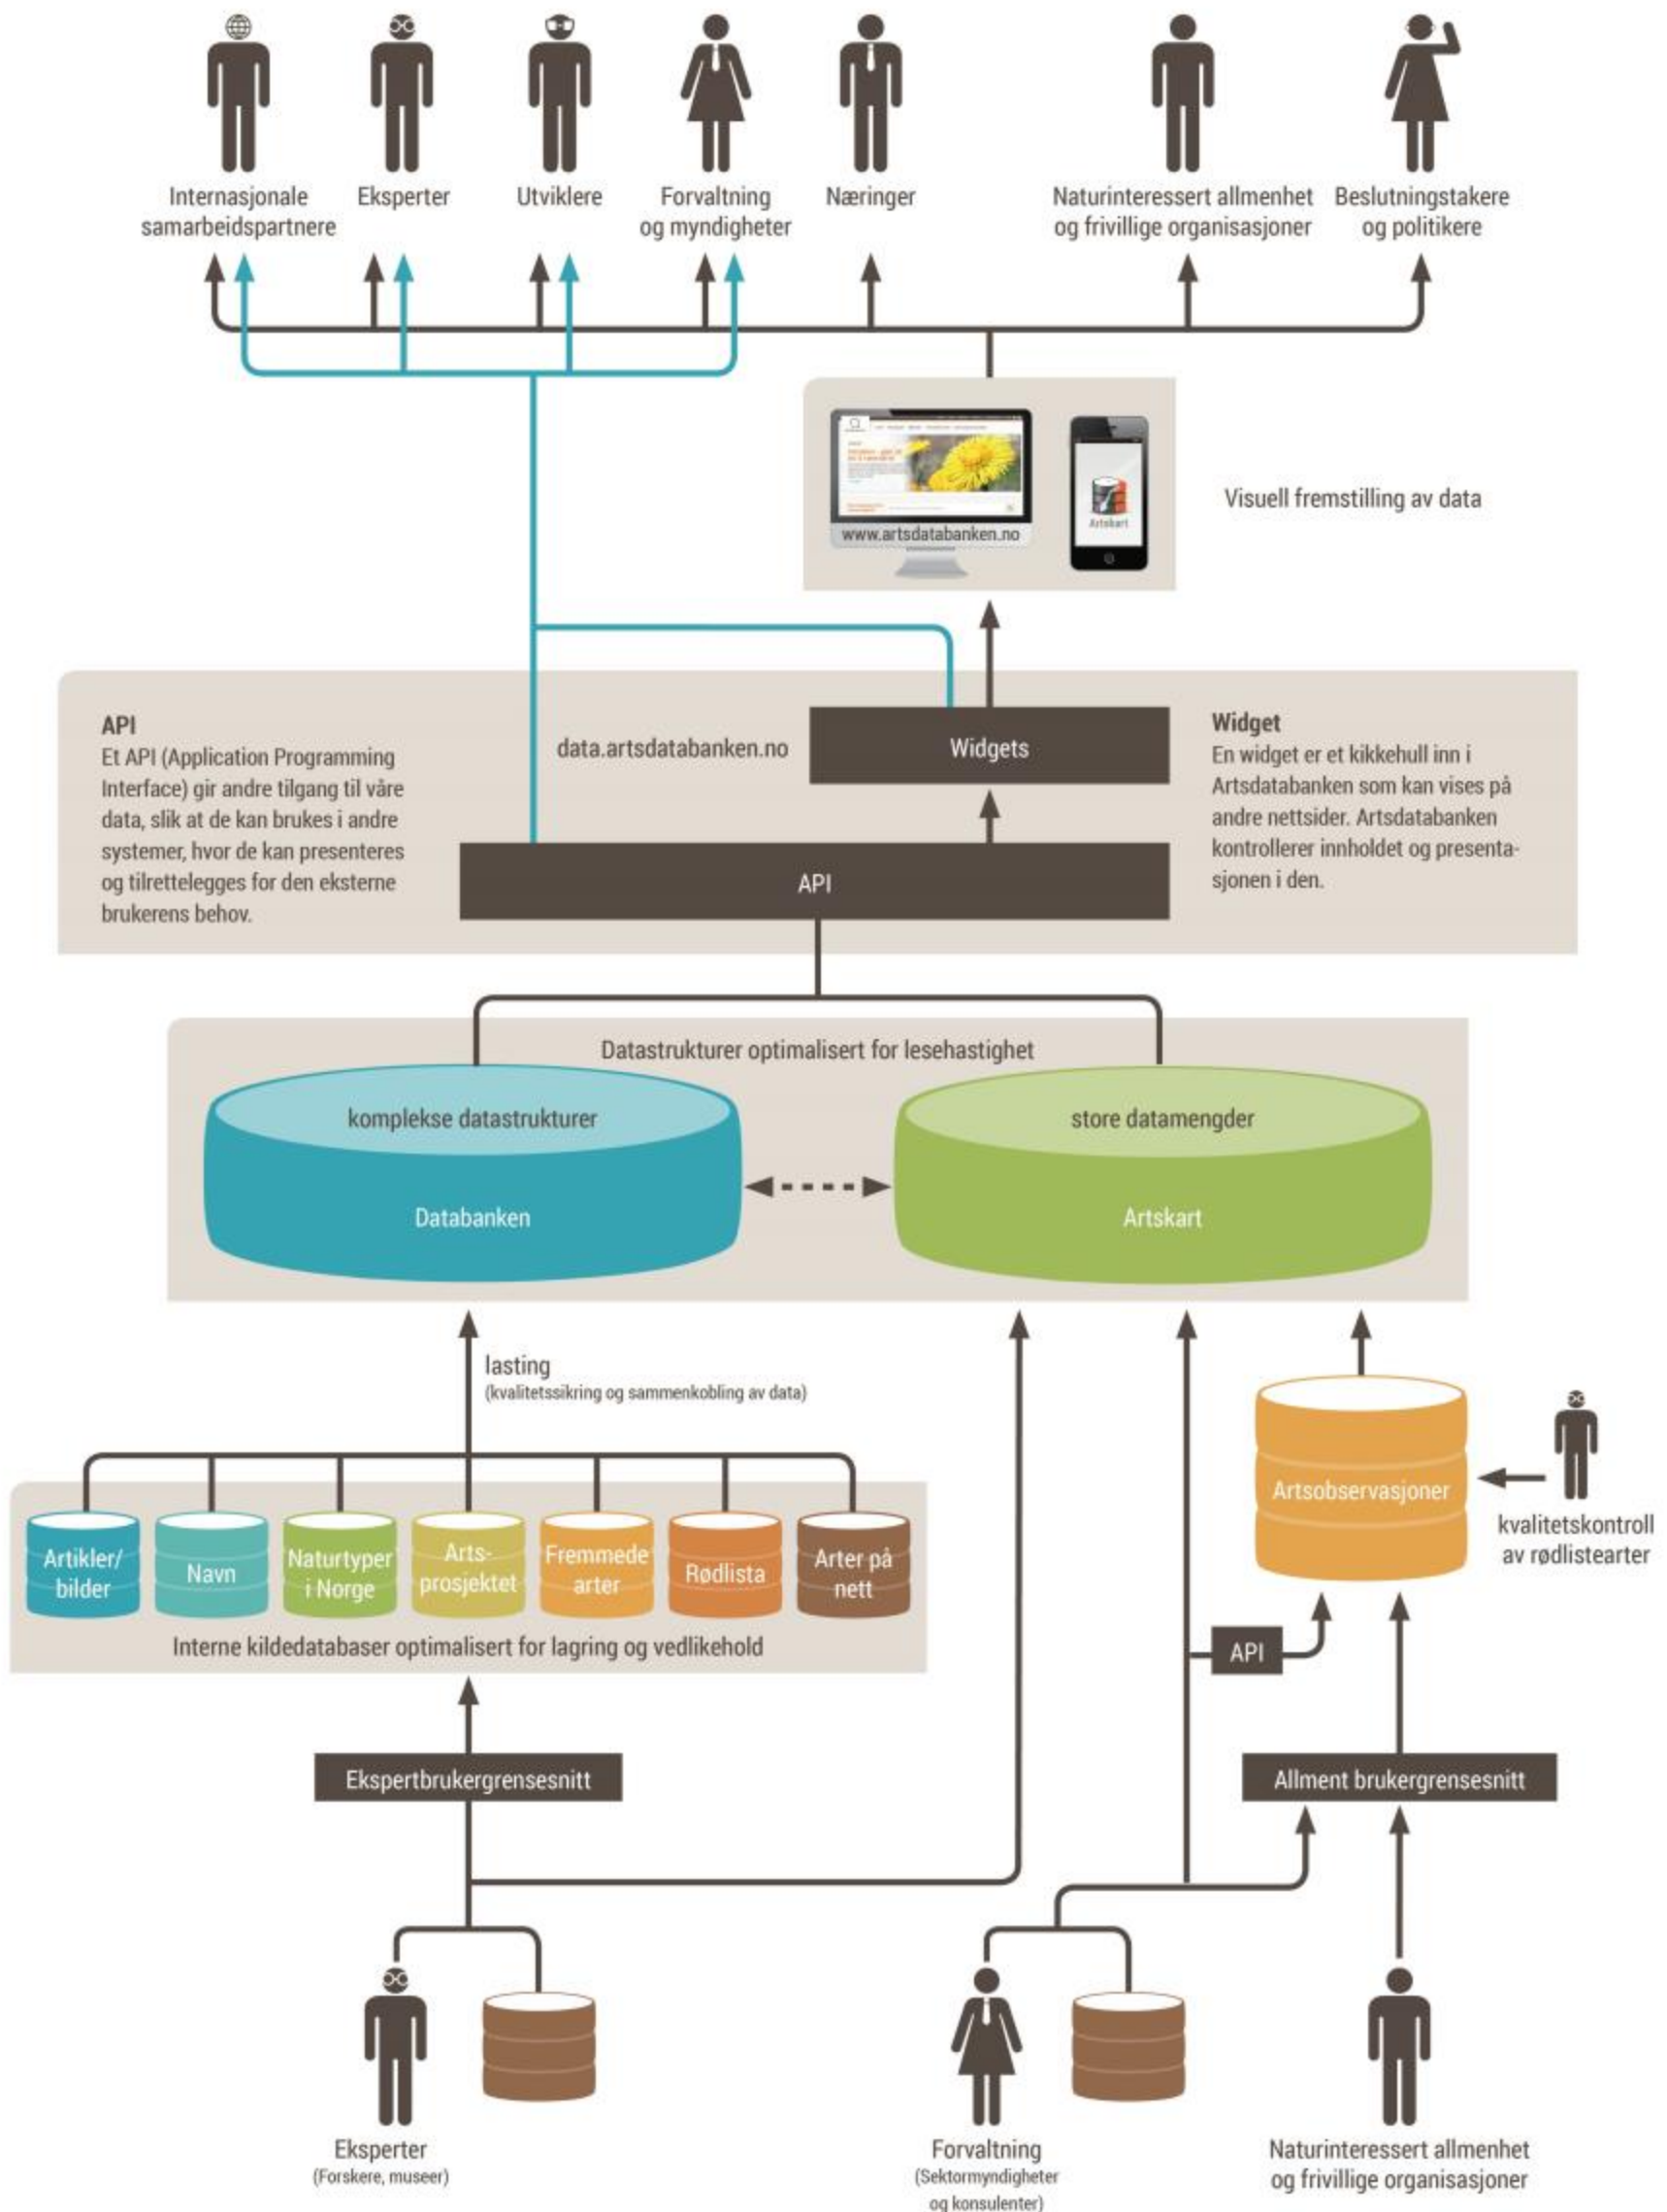 Internasjonale
samarbeidspartnere
Eksperter
Utviklere
Forvaltning
og myndigheter
Næringer
Naturinteressert allmenhet
og frivillige organisasjoner
Beslutningstakere
og politikere
www.artsdatabanken.no
Artskart
Visuell fremstilling av data
API
Et API (Application Programming
Interface) gir andre tilgang til våre
data, slik at de kan brukes i andre
systemer, hvor de kan presenteres
og tilrettelegges for den eksterne
brukerens behov.
data.artsdatabanken.no
Widgets
API
Widget
En widget er et kikkehull inn i
Artsdatabanken som kan vises på
andre nettsider. Artsdatabanken
kontrollerer innholdet og presenta-
sjonen i den.
Datastrukturer optimalisert for lesehastighet
komplekse datastrukturer
Databanken
store datamengder
Artskart
lasting
(kvalitetssikring og sammenkobling av data)
Artikler/
bilder
Navn
Naturtyper
i Norge
Arts-
prosjektet
Fremmede
arter
Rødlista
Arter på
nett
Interne kildedatabaser optimalisert for lagring og vedlikehold
Artsobservasjoner
kvalitetskontroll
av rødlistearter
API
Ekspertbrukergrensesnitt
Allment brukergrensesnitt
Eksperter
(Forskere, museer)
Forvaltning
(Sektormyndigheter
og konsulenter)
Naturinteressert allmenhet
og frivillige organisasjoner